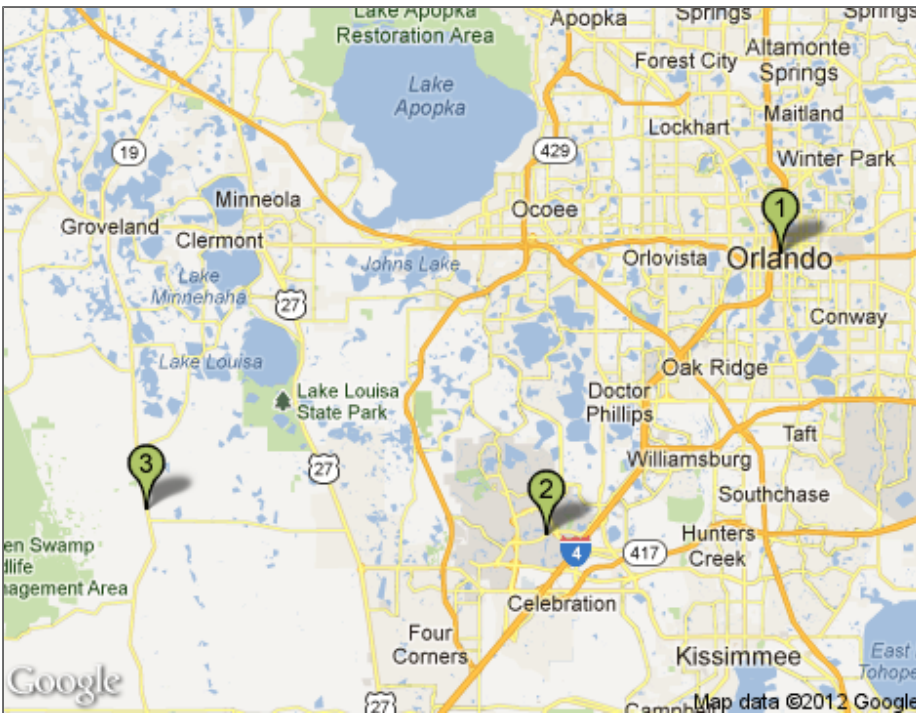 Lake Apopka
Restoration Area
Apopka
Springs
Springs
Forest City
Altamonte
Springs
Lake
Apopka
Maitland
Lockhart
429
19
Winter Park
Minneola
1
Ocoee
Groveland
Clermont
Orlovista
Orlando
Johns Lake
Lake
Minnehaha
27
Conway
Lake Louisa
Oak Ridge
Lake Louisa
State Park
Doctor
Phillips
Taft
3
27
Williamsburg
2
Southchase
en Swamp
dlife
nagement Area
4
417
Hunters
Creek
Celebration
Four
Corners
Kissimmee
East
Tohope
Google
27
Campbel
Map data ©2012 Google